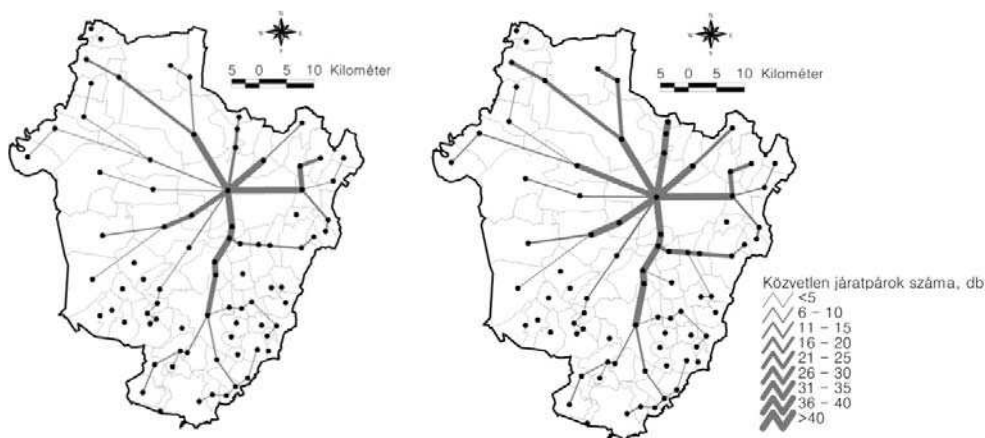 N
W E
S
5 0 5 10 Kilométer
N
W E
S
5 0 5 10 Kilométer
Közvetlen járatpárok száma, db
<5
6 – 10
11 – 15
16 – 20
21 – 25
26 – 30
31 – 35
36 – 40
>40